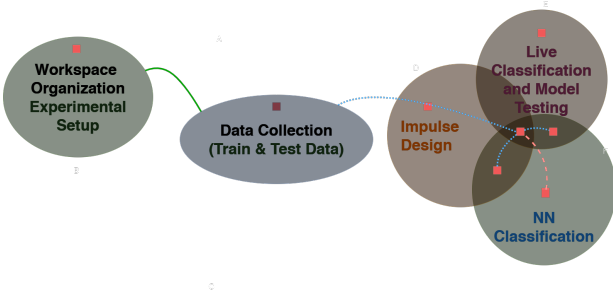 A
E
Workspace
Organization
Experimental
Setup
B
Data Collection
(Train & Test Data)
D
Impulse
Design
Live
Classification
and Model
Testing
NN
Classification
C